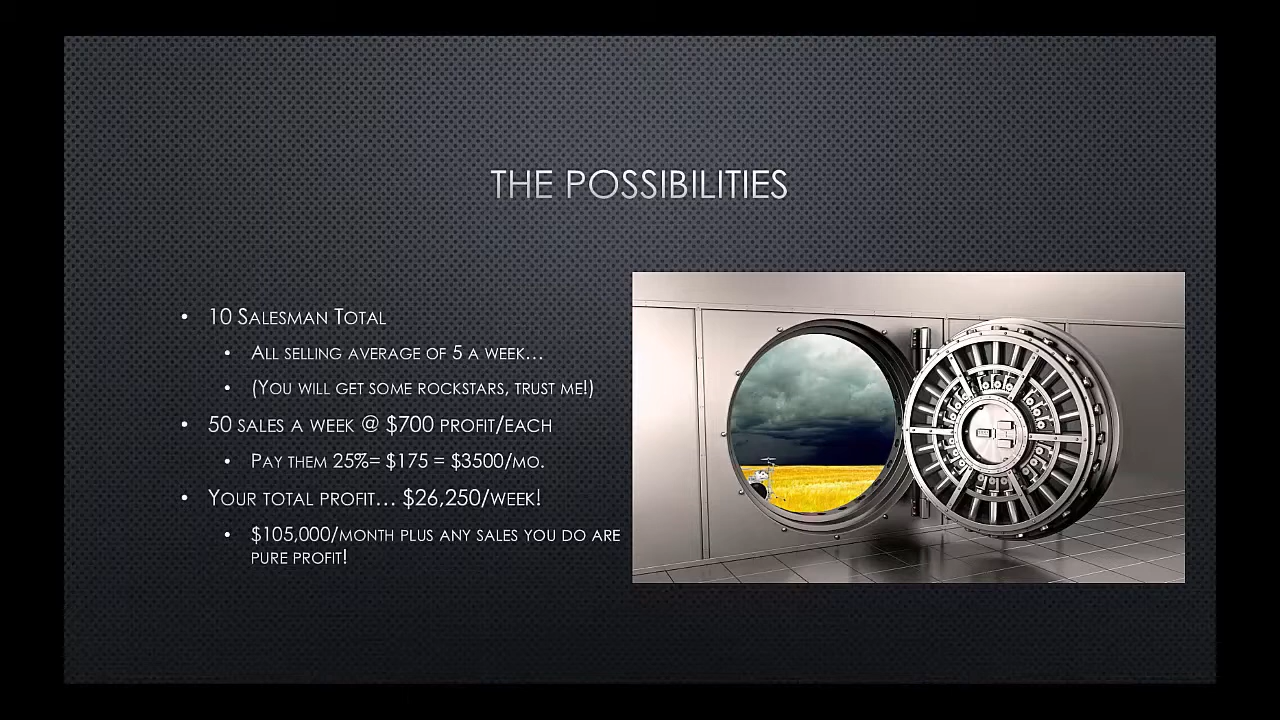 THE POSSIBILITIES
• 10 SALESMAN TOTAL
• ALL SELLING AVERAGE OF 5 A WEEK...
• (YOU WILL GET SOME ROCKSTARS, TRUST ME!)
• 50 SALES A WEEK @ $700 PROFIT/EACH
• PAY THEM 25%= $175 = $3500/MO.
• YOUR TOTAL PROFIT... $26,250/WEEK!
• $105,000/MONTH PLUS ANY SALES YOU DO ARE
PURE PROFIT!